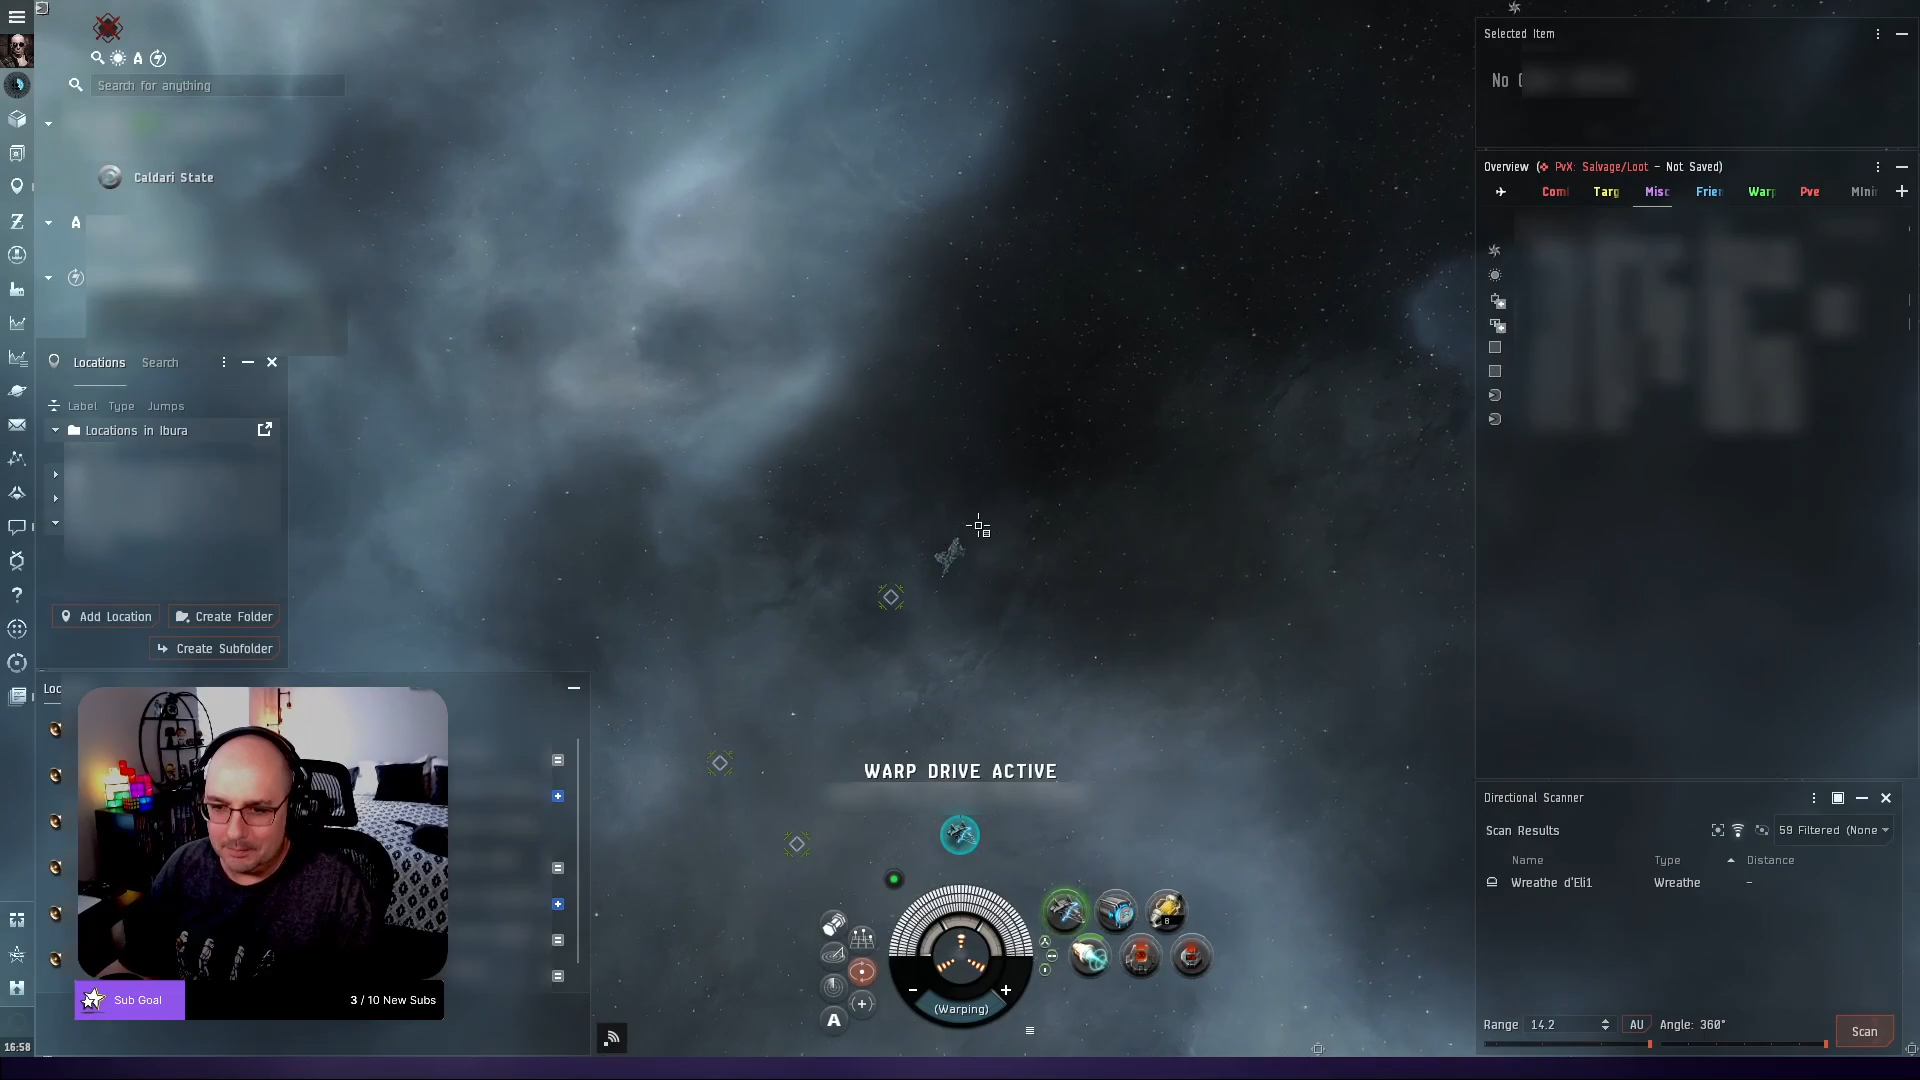 Search for anything
Caldari State
A
Locations Search
Label Type Jumps
Locations in Ibura
Add Location
Create Folder
Create Subfolder
Loc
Sub Goal
3 / 10 New Subs
16:58
WARP DRIVE ACTIVE
(Warping)
A
8
Selected Item
No
Overview (PvX: Salvage/Loot - Not Saved)
Targ Misc Frien Warp Pve
Directional Scanner
Scan Results
59 Filtered (None
Name Type Distance
Wreathe d'Eli1 Wreathe -
Range 14.2 AU Angle: 360°
Scan